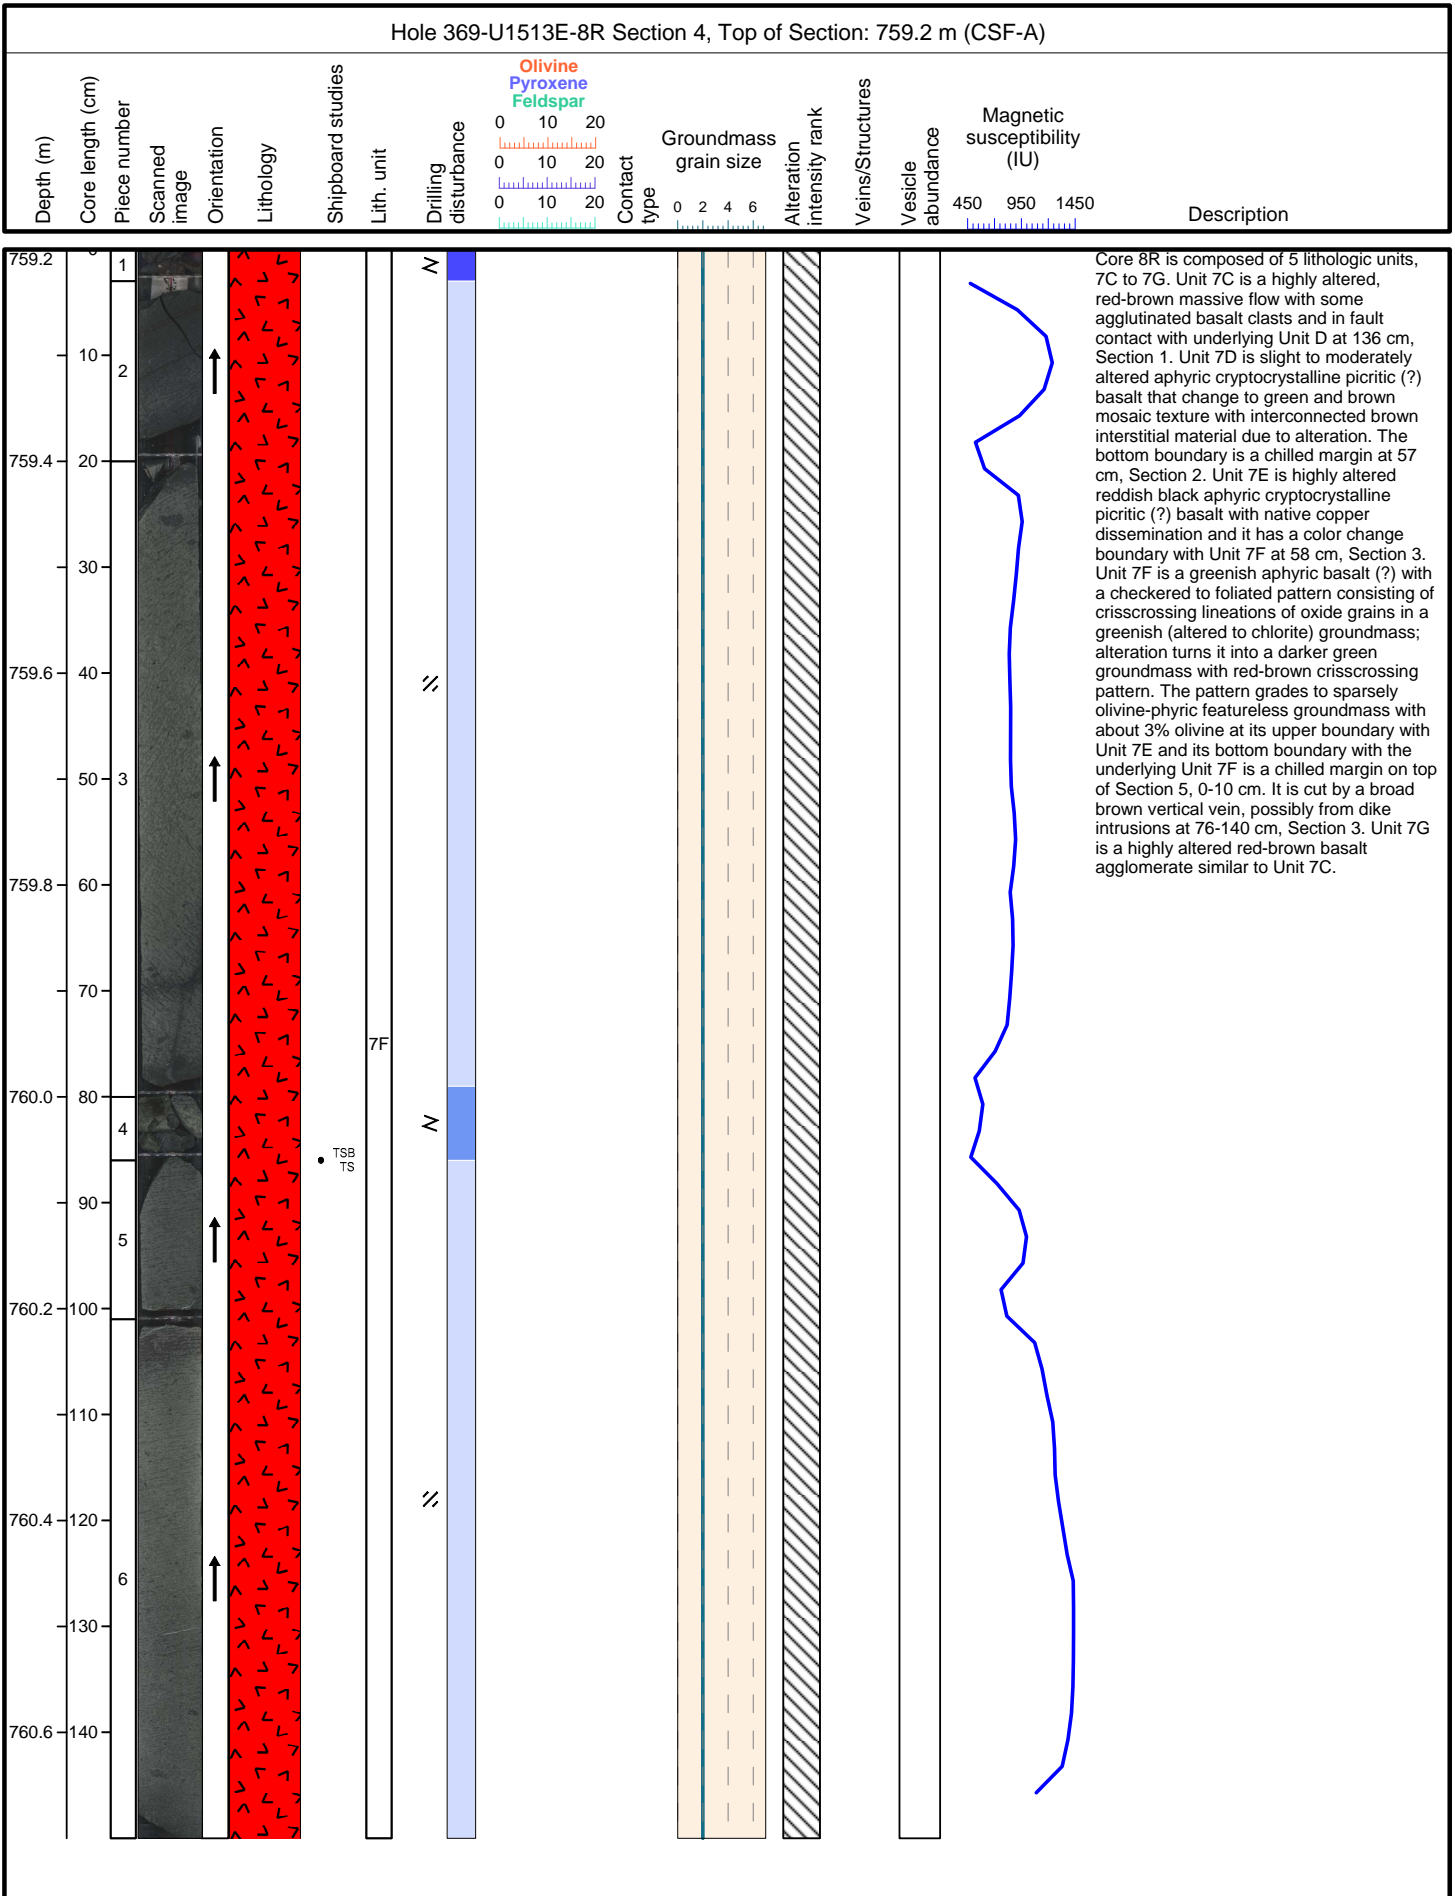 Hole 369-U1513E-8R Section 4, Top of Section: 759.2 m (CSF-A)
Depth (m)
Core length (cm)
Piece number
Scanned
image
Orientation
Lithology
Shipboard studies
Lith. unit
Drilling
disturbance
Olivine
Pyroxene
Feldspar
0 10 20
0 10 20
0 10 20
Contact
type
Groundmass
grain size
0 2 4 6
Alteration
intensity rank
Veins/Structures
Vesicle
abundance
Magnetic
susceptibility
(IU)
450 950 1450
Description
759.2
1
10
2
759.4 20
30
759.6 40
50 3
759.8 60
70
7F
760.0 80
4
TSB
TS
90
5
760.2 100
110
760.4 120
6
130
760.6 140
Core 8R is composed of 5 lithologic units,
7C to 7G. Unit 7C is a highly altered,
red-brown massive flow with some
agglutinated basalt clasts and in fault
contact with underlying Unit D at 136 cm,
Section 1. Unit 7D is slight to moderately
altered aphyric cryptocrystalline picritic (?)
basalt that change to green and brown
mosaic texture with interconnected brown
interstitial material due to alteration. The
bottom boundary is a chilled margin at 57
cm, Section 2. Unit 7E is highly altered
reddish black aphyric cryptocrystalline
picritic (?) basalt with native copper
dissemination and it has a color change
boundary with Unit 7F at 58 cm, Section 3.
Unit 7F is a greenish aphyric basalt (?) with
a checkered to foliated pattern consisting of
crisscrossing lineations of oxide grains in a
greenish (altered to chlorite) groundmass;
alteration turns it into a darker green
groundmass with red-brown crisscrossing
pattern. The pattern grades to sparsely
olivine-phyric featureless groundmass with
about 3% olivine at its upper boundary with
Unit 7E and its bottom boundary with the
underlying Unit 7F is a chilled margin on top
of Section 5, 0-10 cm. It is cut by a broad
brown vertical vein, possibly from dike
intrusions at 76-140 cm, Section 3. Unit 7G
is a highly altered red-brown basalt
agglomerate similar to Unit 7C.